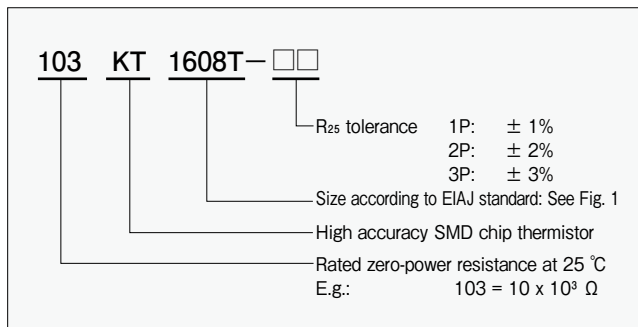 103 KT 1608T－□□
R₂₅ tolerance 1P: ± 1%
2P: ± 2%
3P: ± 3%
Size according to EIAJ standard: See Fig. 1
High accuracy SMD chip thermistor
Rated zero-power resistance at 25 ℃
E.g.: 103 = 10 x 10³ Ω